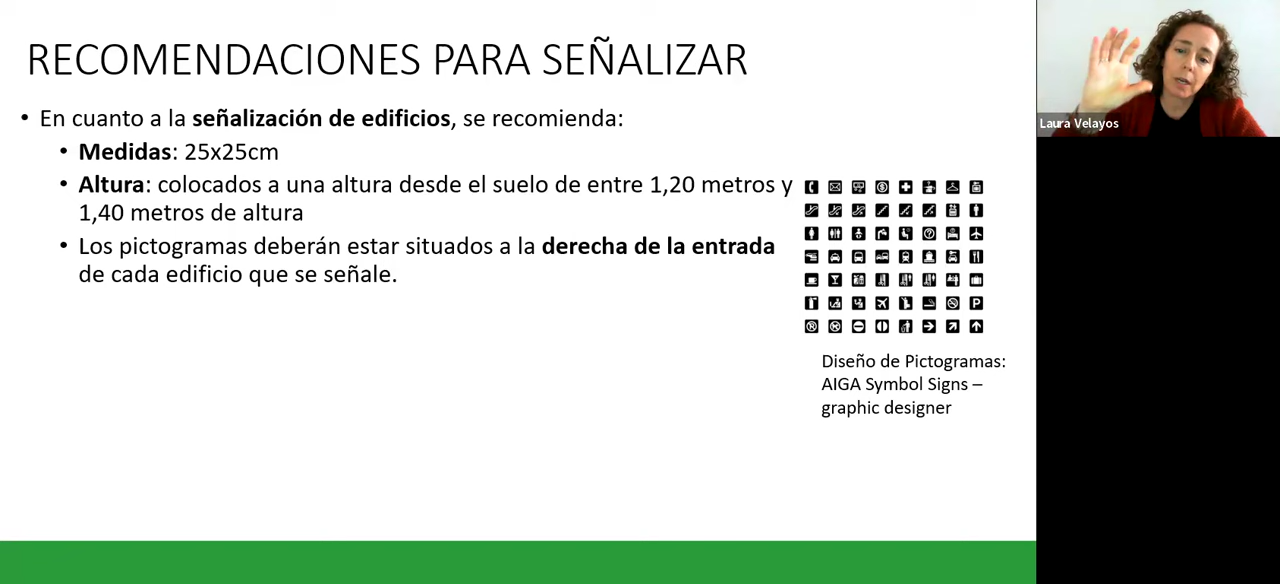 RECOMENDACIONES PARA SEÑALIZAR
• En cuanto a la señalización de edificios, se recomienda:
• Medidas: 25x25cm
• Altura: colocados a una altura desde el suelo de entre 1,20 metros y
1,40 metros de altura
• Los pictogramas deberán estar situados a la derecha de la entrada
de cada edificio que se señale.
Diseño de Pictogramas:
AIGA Symbol Signs –
graphic designer
Laura Velayos